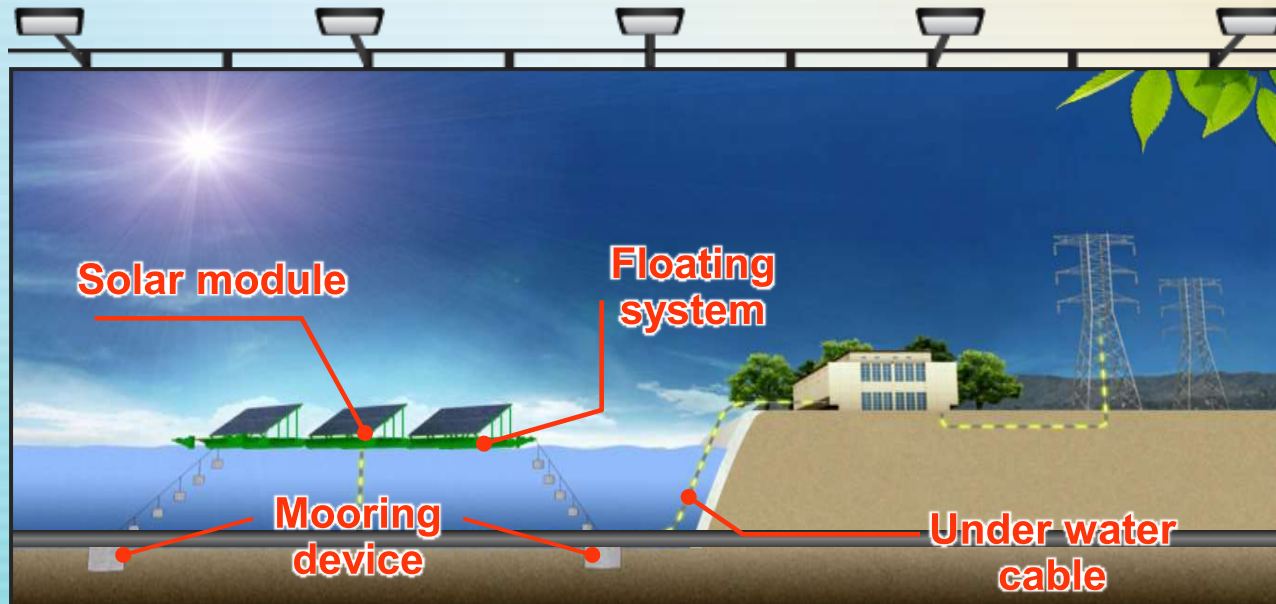 Solar module
Floating
system
Mooring
device
Under water
cable